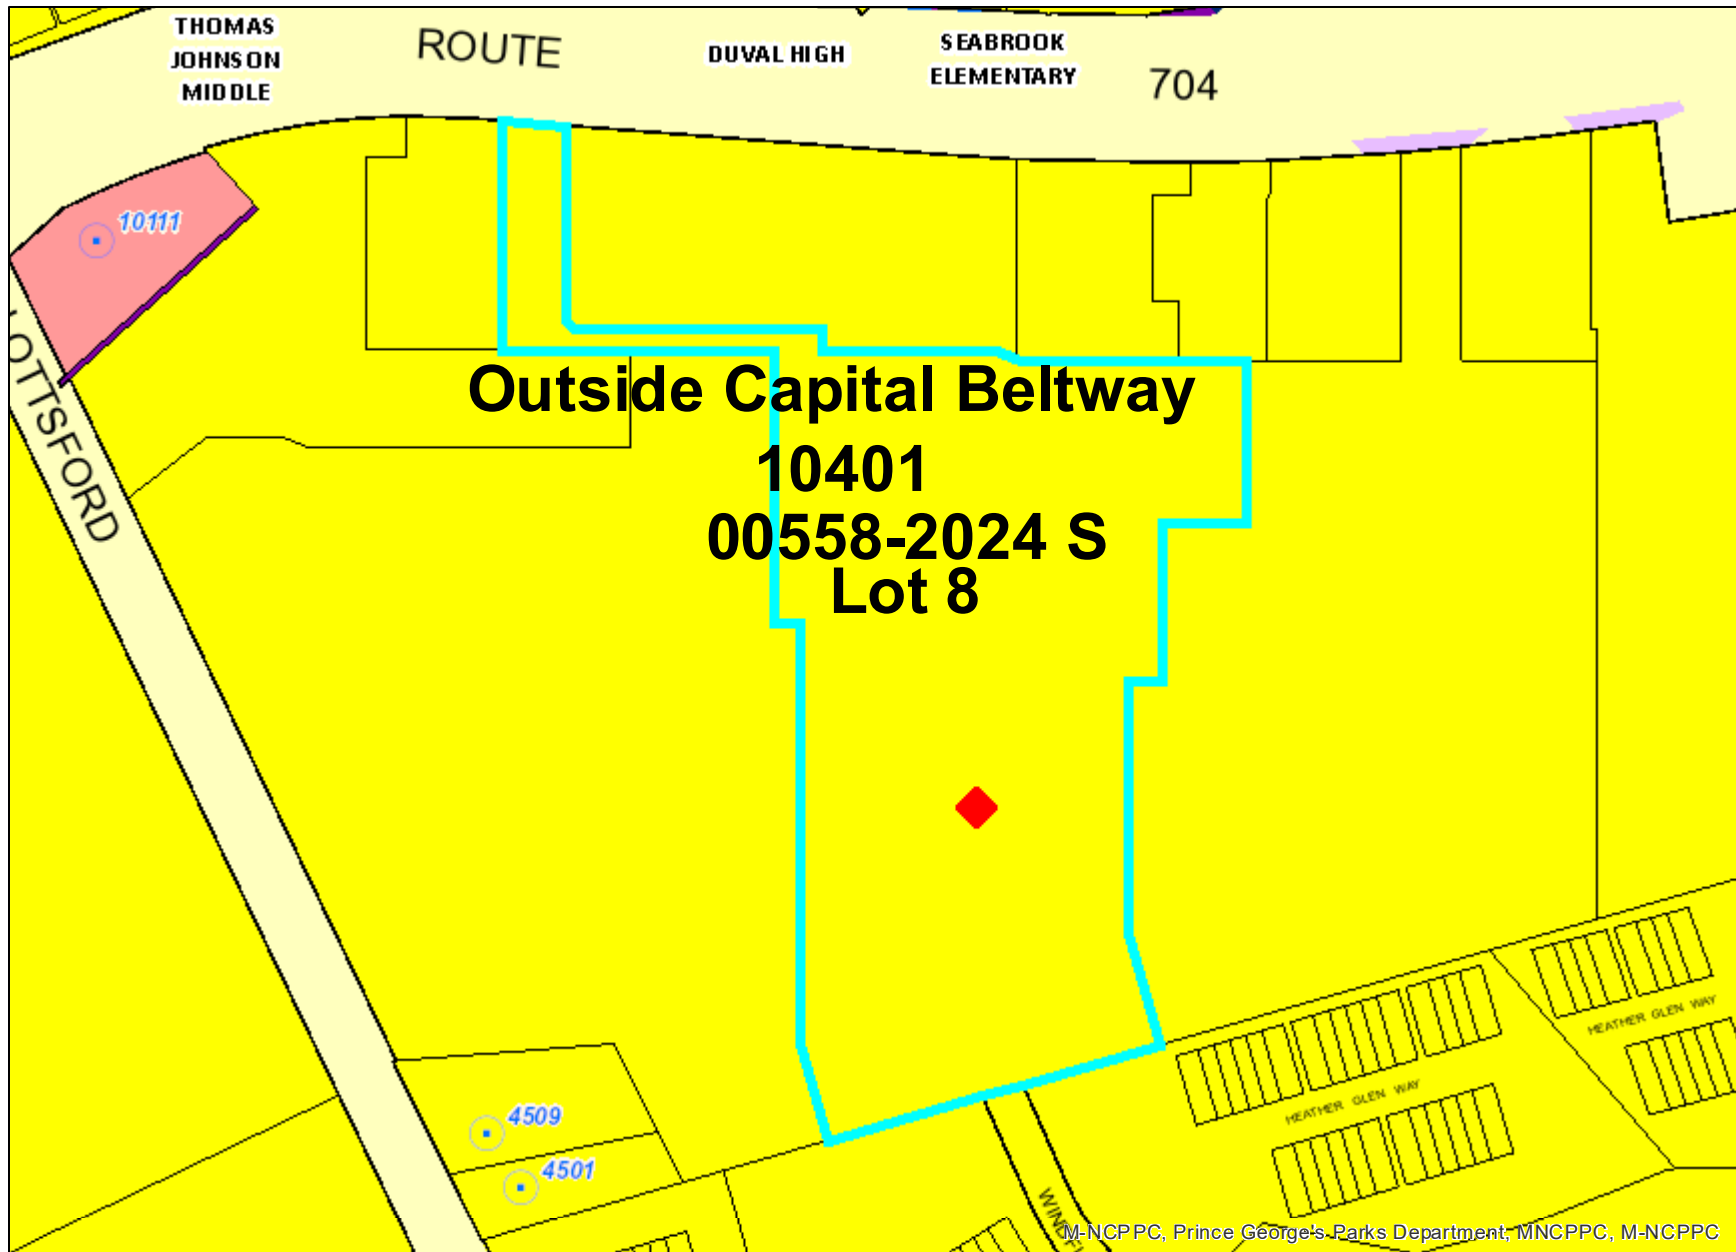 THOMAS
JOHNSON
MIDDLE
ROUTE
DUVAL HIGH
SEABROOK
ELEMENTARY
704
10111
LOTTSFORD
Outside Capital Beltway
10401
00558-2024 S
Lot 8
HEATHER GLEN WAY
HEATHER GLEN WAY
4509
4501
M-NCPPC, Prince George's Parks Department, MNCPPC, M-NCPPC